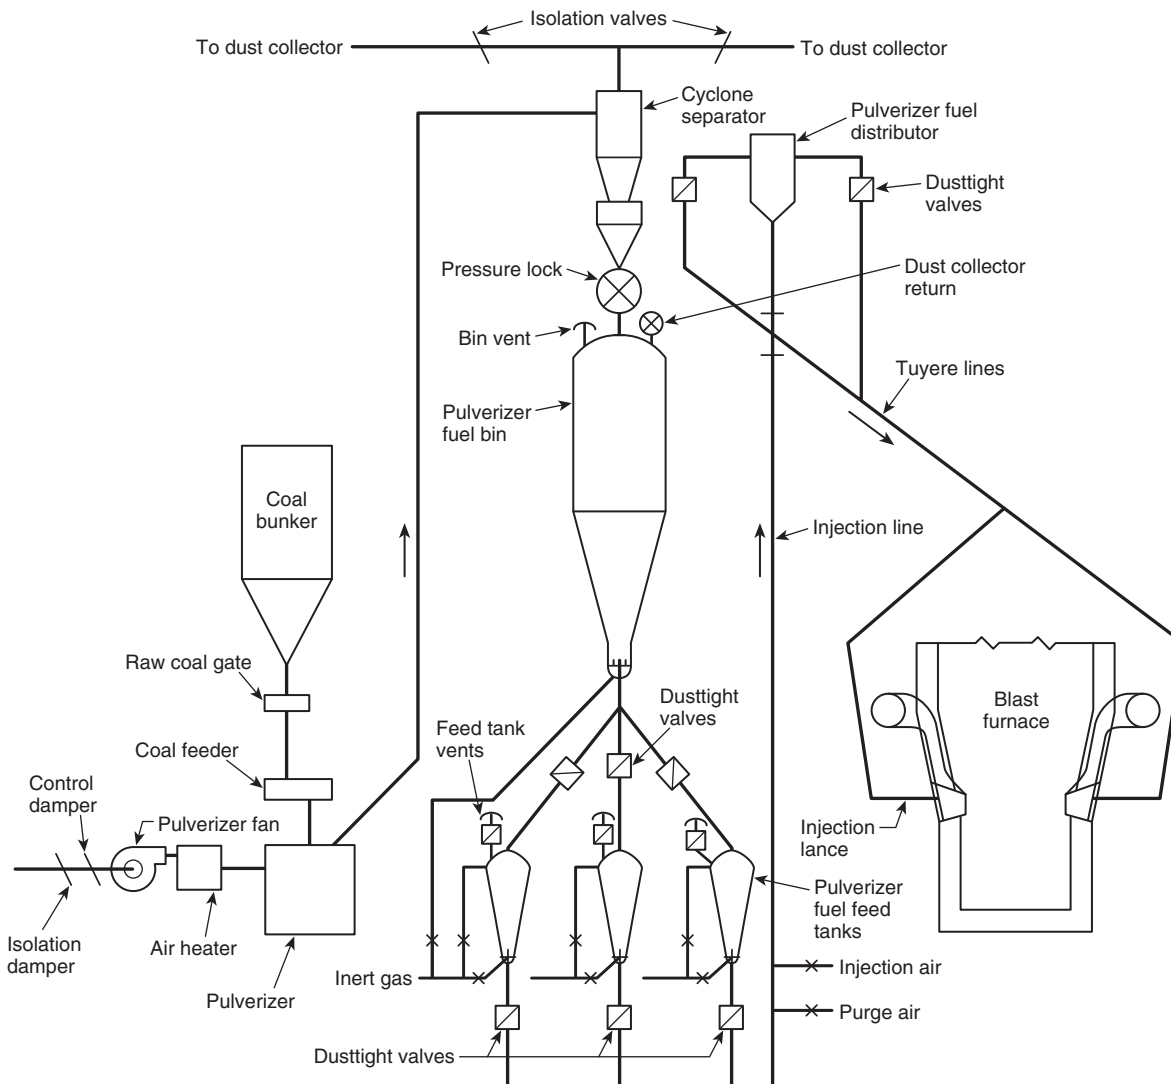 Isolation valves
To dust collector
To dust collector
Cyclone
separator
Pulverizer fuel
distributor
Dusttight
valves
Pressure lock
Dust collector
return
Bin vent
Tuyere lines
Pulverizer
fuel bin
Coal
bunker
Injection line
Raw coal gate
Dusttight
valves
Blast
furnace
Feed tank
vents
Coal feeder
Control
damper
Pulverizer fan
Injection
lance
Pulverizer
fuel feed
tanks
Isolation
damper
Air heater
Inert gas
Injection air
Pulverizer
Purge air
Dusttight valves